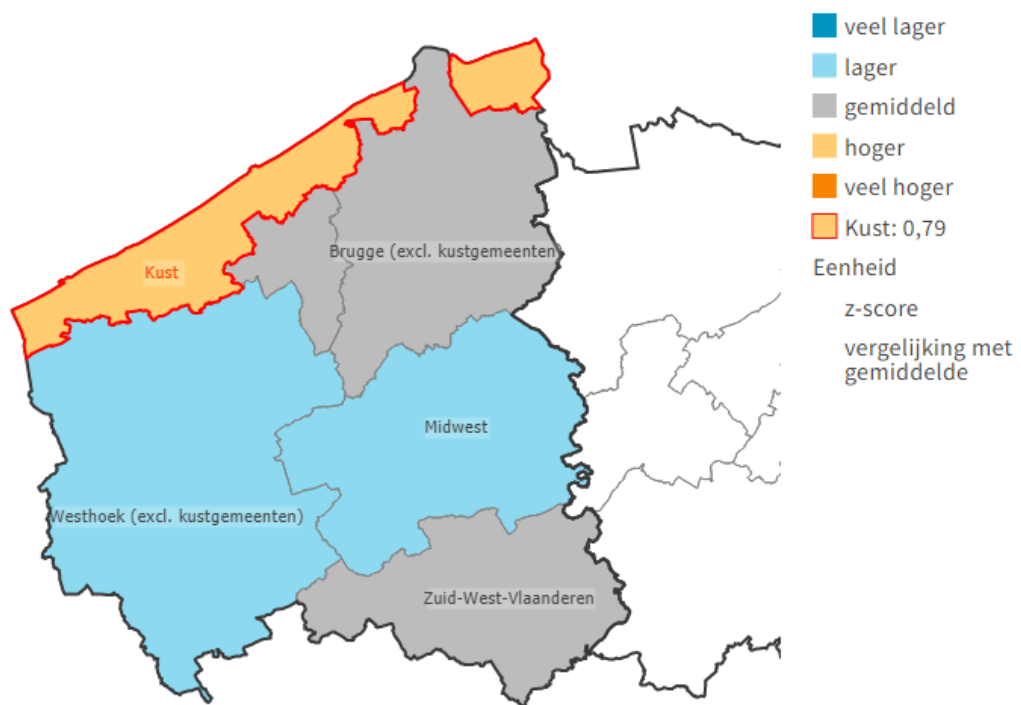 veel lager
lager
gemiddeld
hoger
veel hoger
Kust: 0,79
Eenheid
z-score
vergelijking met
gemiddelde
Brugge (excl. kustgemeenten)
Kust
Midwest
Westhoek (excl. kustgemeenten)
Zuid-West-Vlaanderen